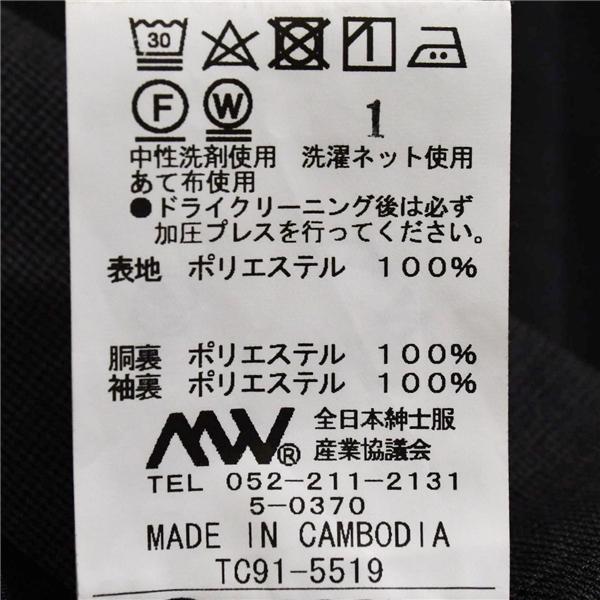 30
F W 1
中性洗剤使用 洗濯ネット使用
あて布使用
●ドライクリーニング後は必ず
加圧プレスを行ってください。
表地 ポリエステル 100%
胴裏 ポリエステル 100%
袖裏 ポリエステル 100%
MW® 全日本紳士服
産業協議会
TEL 052-211-2131
5-0370
MADE IN CAMBODIA
TC91-5519